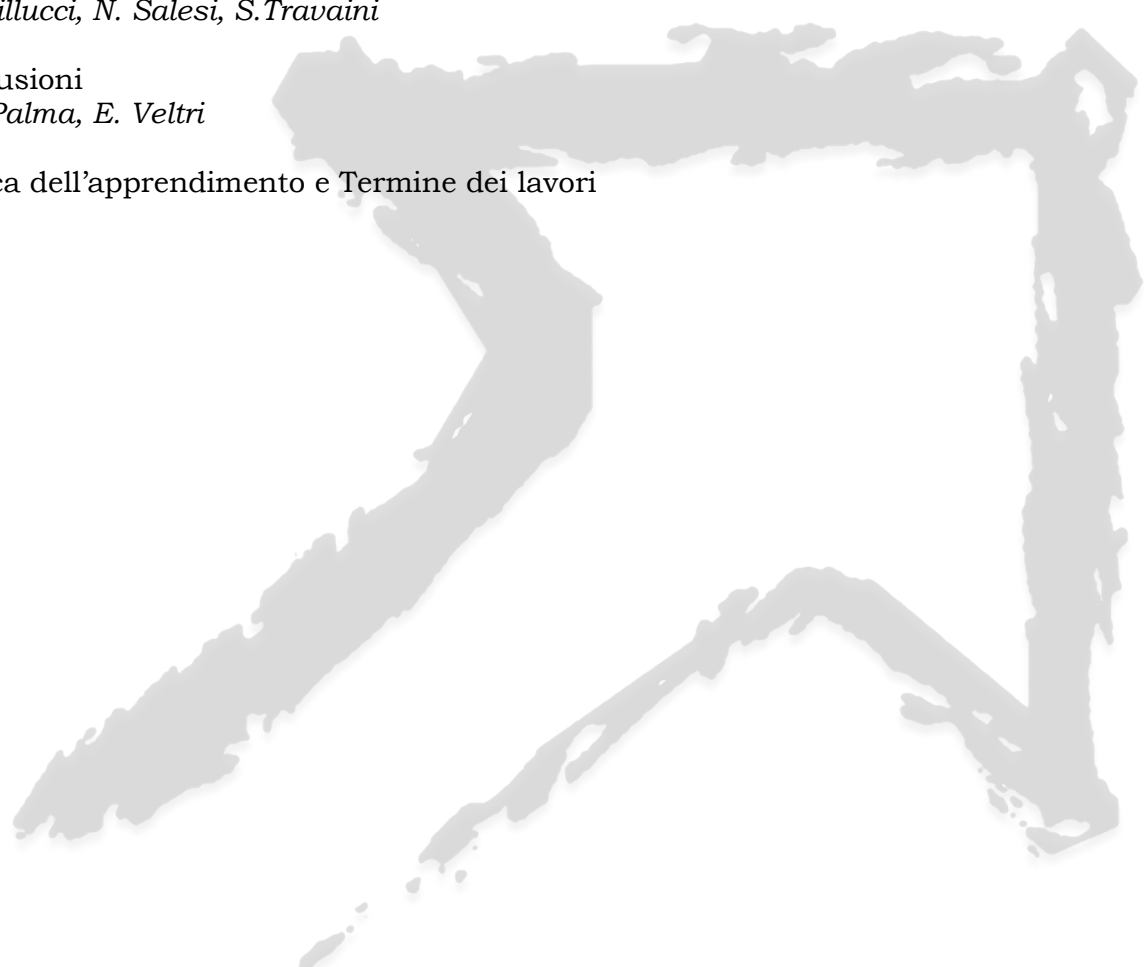 illucci, N. Salesi, S.Travaini
usioni
Palma, E. Veltri
ca dell’apprendimento e Termine dei lavori